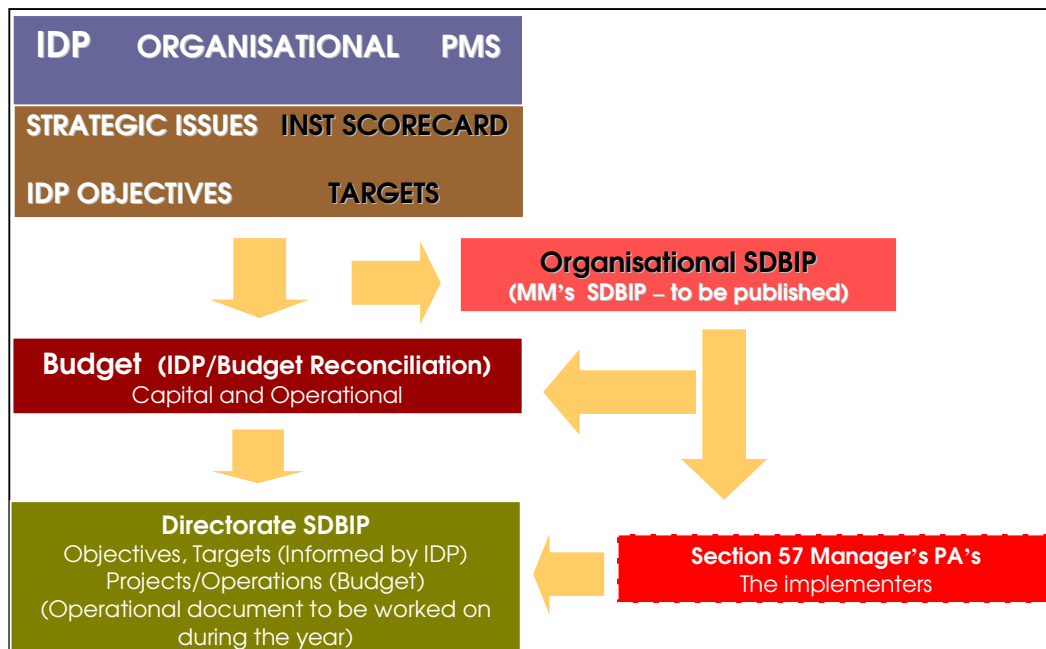 IDP ORGANISATIONAL PMS
STRATEGIC ISSUES INST SCORECARD
IDP OBJECTIVES TARGETS
Organisational SDBIP
(MM's SDBIP – to be published)
Budget (IDP/Budget Reconciliation)
Capital and Operational
Directorate SDBIP
Objectives, Targets (Informed by IDP)
Projects/Operations (Budget)
(Operational document to be worked on
during the year)
Section 57 Manager's PA's
The implementers